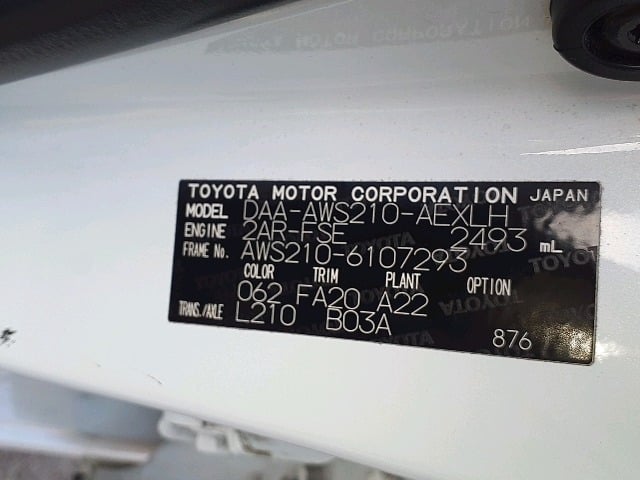 TOYOTA MOTOR CORPORATION JAPAN
MODEL DAA-AWS210-AEXLH
ENGINE 2AR-FSE 2493 mL
FRAME No. AWS210-6107293
COLOR TRIM PLANT OPTION
062 FA20 A22
TRANS./AXLE L210 B03A
876